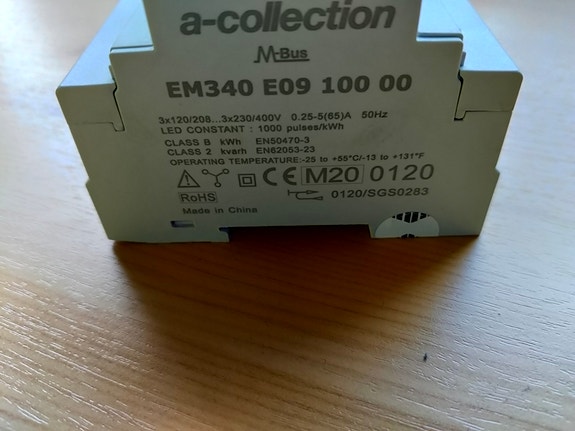 a-collection
M-Bus
EM340 E09 100 00
3x120/208...3x230/400V 0.25-5(65)A 50Hz
LED CONSTANT : 1000 pulses/kWh
CLASS B kWh EN50470-3
CLASS 2 kvarh EN62053-23
OPERATING TEMPERATURE:-25 to +55°C/-13 to +131°F
CE M20 0120
RoHS 0120/SGS0283
Made in China